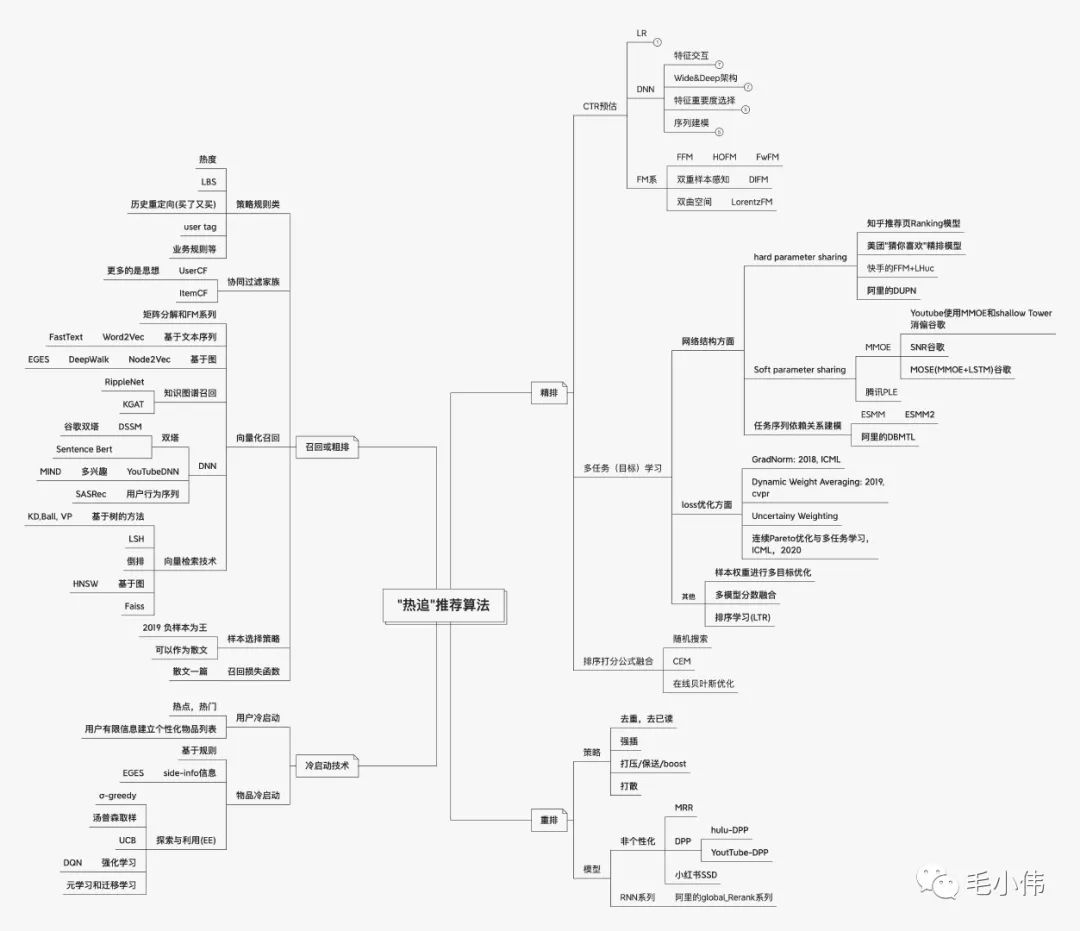 "热追"推荐算法
召回或粗排
策略规则类
热度
LBS
历史重定向(买了又买)
user tag
业务规则等
协同过滤家族
更多的是思想 UserCF
ItemCF
向量化召回
矩阵分解和FM系列
FastText Word2Vec 基于文本序列
EGES DeepWalk Node2Vec 基于图
知识图谱召回
RippleNet
KGAT
DNN
双塔
谷歌双塔 DSSM
Sentence Bert
MIND 多兴趣 YouTubeDNN
SASRec 用户行为序列
向量检索技术
KD,Ball, VP 基于树的方法
LSH
倒排
HNSW 基于图
Faiss
样本选择策略
2019 负样本为王
可以作为散文
散文一篇 召回损失函数
冷启动技术
用户冷启动
热点，热门
用户有限信息建立个性化物品列表
物品冷启动
基于规则
EGES side-info信息
探索与利用(EE)
σ-greedy
汤普森取样
UCB
DQN 强化学习
元学习和迁移学习
精排
CTR预估
LR
DNN
特征交互
Wide&Deep架构
特征重要度选择
序列建模
FM系
FFM HOFM FwFM
双重样本感知 DIFM
双曲空间 LorentzFM
多任务（目标）学习
网络结构方面
hard parameter sharing
知乎推荐页Ranking模型
美团"猜你喜欢"精排模型
快手的FFM+LHuc
阿里的DUPN
Soft parameter sharing
MMOE
Youtube使用MMOE和shallow Tower
消偏谷歌
SNR谷歌
MOSE(MMOE+LSTM)谷歌
腾讯PLE
任务序列依赖关系建模
ESMM ESMM2
阿里的DBMTL
loss优化方面
GradNorm: 2018, ICML
Dynamic Weight Averaging: 2019,
cvpr
Uncertainy Weighting
连续Pareto优化与多任务学习,
ICML，2020
其他
样本权重进行多目标优化
多模型分数融合
排序学习(LTR)
排序打分公式融合
随机搜索
CEM
在线贝叶斯优化
重排
策略
去重，去已读
强插
打压/保送/boost
打散
模型
非个性化
MRR
DPP
hulu-DPP
YoutTube-DPP
小红书SSD
RNN系列 阿里的global_Rerank系列
毛小伟